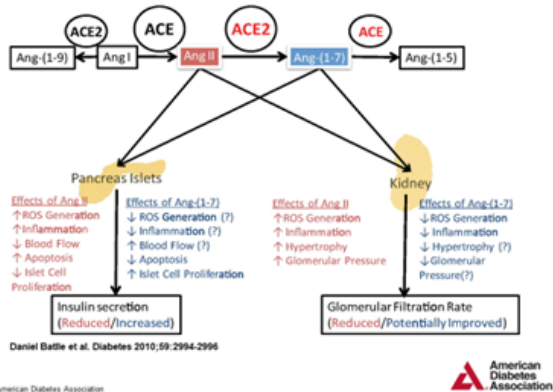 ACE2
ACE
ACE2
ACE
Ang-(1-9)
Ang I
Ang II
Ang-(1-7)
Ang-(1-5)
Pancreas Islets
Kidney
Effects of Ang II
↑ROS Generation
↑Inflammation
↓ Blood Flow
↑ Apoptosis
↓ Islet Cell
Proliferation
Effects of Ang-(1-7)
↓ ROS Generation (?)
↓ Inflammation (?)
↑ Blood Flow (?)
↓ Apoptosis
↑ Islet Cell Proliferation
Effects of Ang II
↑ROS Generation
↑ Inflammation
↑ Hypertrophy
↑ Glomerular Pressure
Effects of Ang-(1-7)
↓ROS Generation
↓ Inflammation
↓ Hypertrophy (?)
↓Glomerular
Pressure(?)
Insulin secretion
(Reduced/Increased)
Glomerular Filtration Rate
(Reduced/Potentially Improved)
Daniel Batlle et al. Diabetes 2010;59:2994-2996
American Diabetes Association
American
Diabetes
Association